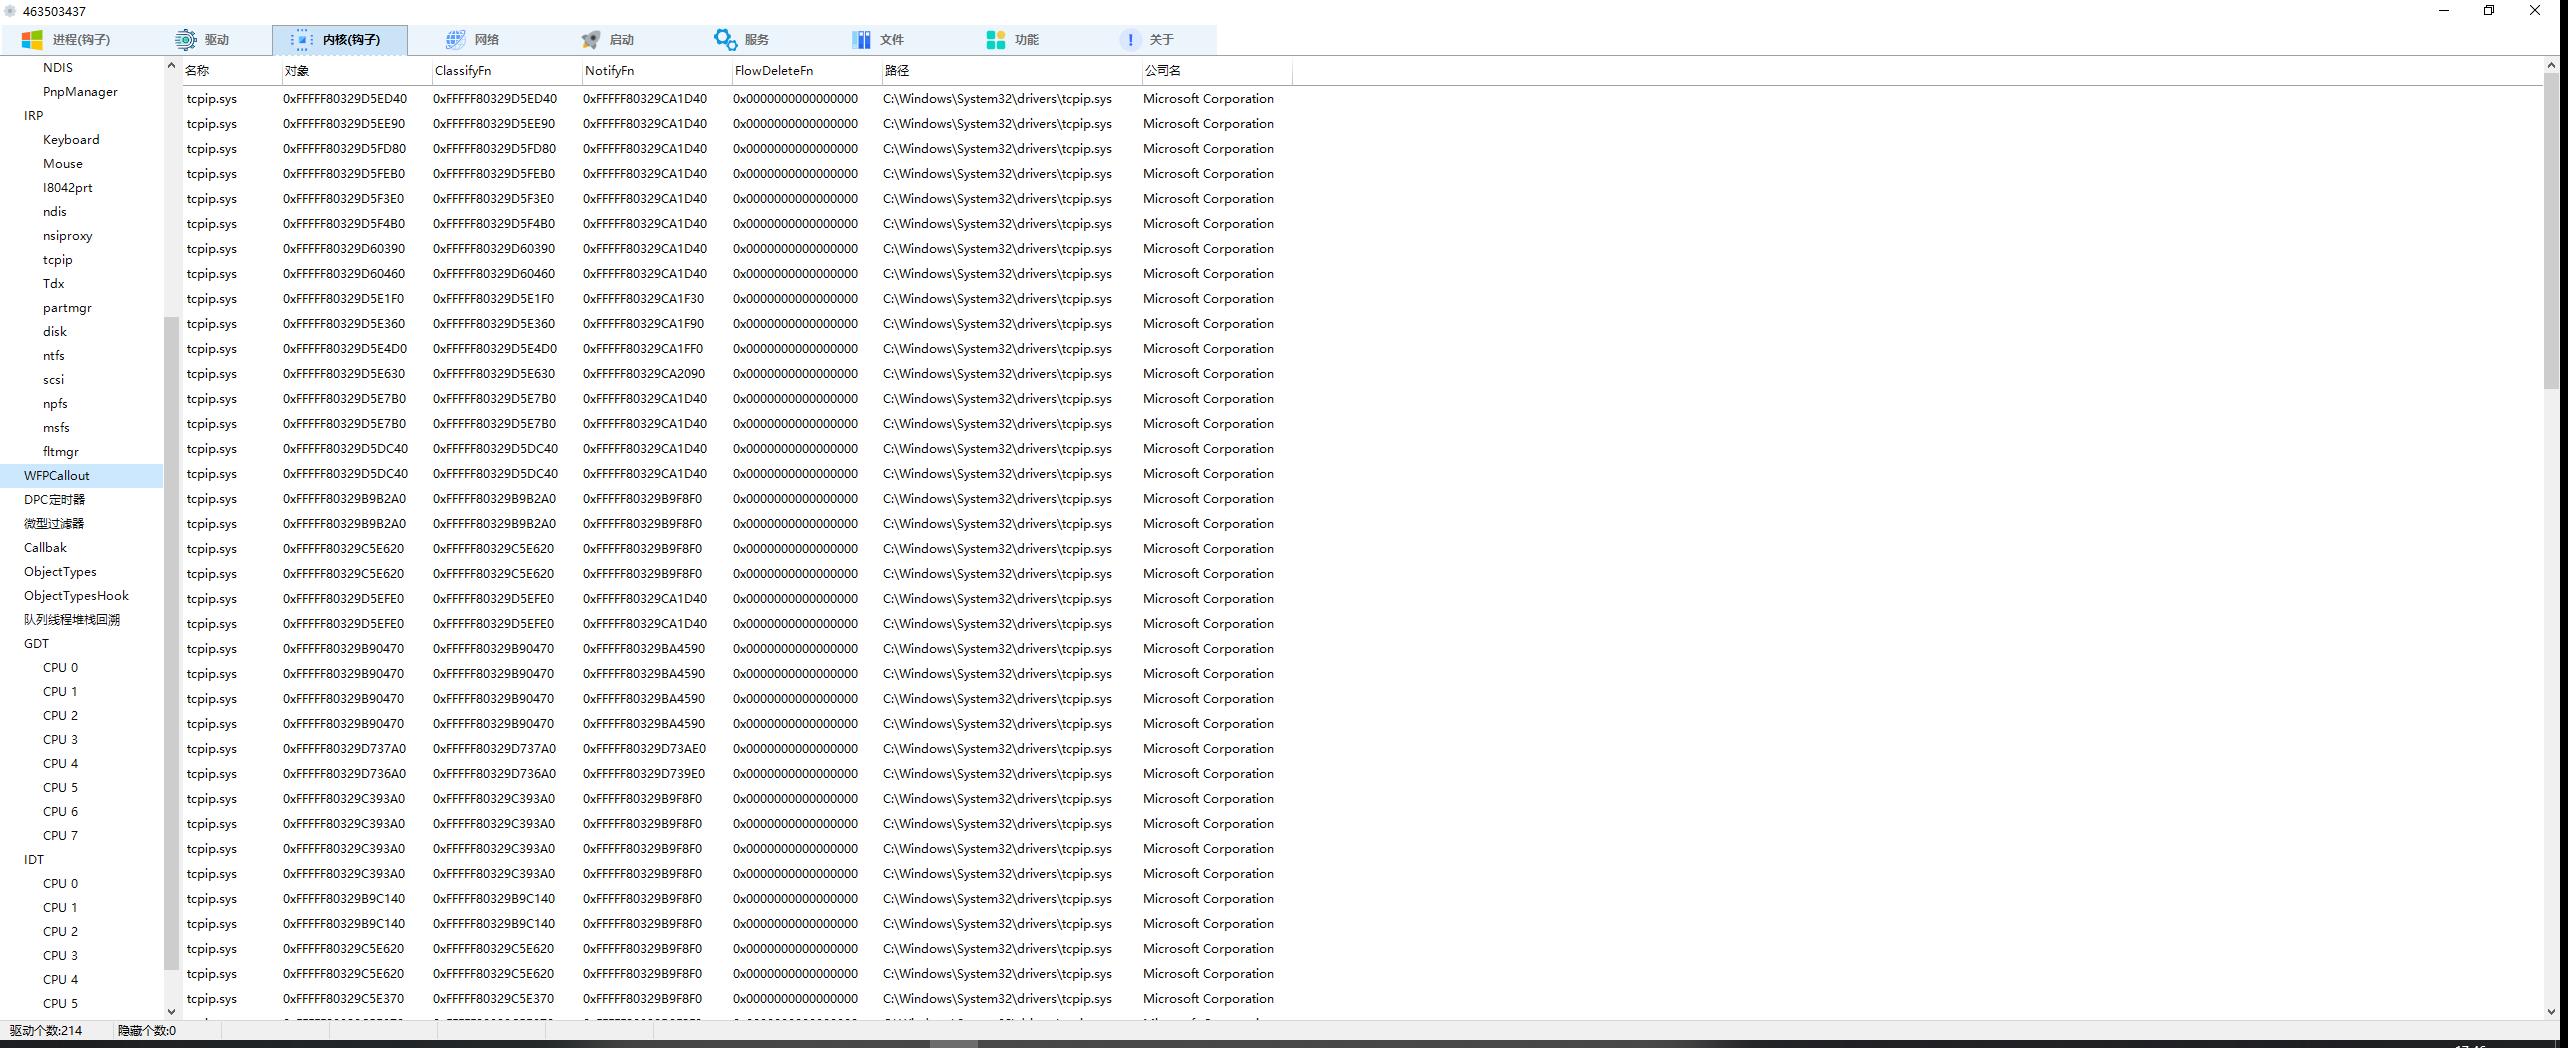 463503437
进程(钩子) 驱动 内核(钩子) 网络 启动 服务 文件 功能 关于
NDIS
PnpManager
IRP
Keyboard
Mouse
I8042prt
ndis
nsiproxy
tcpip
Tdx
partmgr
disk
ntfs
scsi
npfs
msfs
fltmgr
WFPCallout
DPC定时器
微型过滤器
Callbak
ObjectTypes
ObjectTypesHook
队列线程堆栈回溯
GDT
CPU 0
CPU 1
CPU 2
CPU 3
CPU 4
CPU 5
CPU 6
CPU 7
IDT
CPU 0
CPU 1
CPU 2
CPU 3
CPU 4
CPU 5
名称 对象 ClassifyFn NotifyFn FlowDeleteFn 路径 公司名
tcpip.sys 0xFFFFF80329D5ED40 0xFFFFF80329D5ED40 0xFFFFF80329CA1D40 0x0000000000000000 C:\Windows\System32\drivers\tcpip.sys Microsoft Corporation
tcpip.sys 0xFFFFF80329D5EE90 0xFFFFF80329D5EE90 0xFFFFF80329CA1D40 0x0000000000000000 C:\Windows\System32\drivers\tcpip.sys Microsoft Corporation
tcpip.sys 0xFFFFF80329D5FD80 0xFFFFF80329D5FD80 0xFFFFF80329CA1D40 0x0000000000000000 C:\Windows\System32\drivers\tcpip.sys Microsoft Corporation
tcpip.sys 0xFFFFF80329D5FEB0 0xFFFFF80329D5FEB0 0xFFFFF80329CA1D40 0x0000000000000000 C:\Windows\System32\drivers\tcpip.sys Microsoft Corporation
tcpip.sys 0xFFFFF80329D5F3E0 0xFFFFF80329D5F3E0 0xFFFFF80329CA1D40 0x0000000000000000 C:\Windows\System32\drivers\tcpip.sys Microsoft Corporation
tcpip.sys 0xFFFFF80329D5F4B0 0xFFFFF80329D5F4B0 0xFFFFF80329CA1D40 0x0000000000000000 C:\Windows\System32\drivers\tcpip.sys Microsoft Corporation
tcpip.sys 0xFFFFF80329D60390 0xFFFFF80329D60390 0xFFFFF80329CA1D40 0x0000000000000000 C:\Windows\System32\drivers\tcpip.sys Microsoft Corporation
tcpip.sys 0xFFFFF80329D60460 0xFFFFF80329D60460 0xFFFFF80329CA1D40 0x0000000000000000 C:\Windows\System32\drivers\tcpip.sys Microsoft Corporation
tcpip.sys 0xFFFFF80329D5E1F0 0xFFFFF80329D5E1F0 0xFFFFF80329CA1F30 0x0000000000000000 C:\Windows\System32\drivers\tcpip.sys Microsoft Corporation
tcpip.sys 0xFFFFF80329D5E360 0xFFFFF80329D5E360 0xFFFFF80329CA1F90 0x0000000000000000 C:\Windows\System32\drivers\tcpip.sys Microsoft Corporation
tcpip.sys 0xFFFFF80329D5E4D0 0xFFFFF80329D5E4D0 0xFFFFF80329CA1FF0 0x0000000000000000 C:\Windows\System32\drivers\tcpip.sys Microsoft Corporation
tcpip.sys 0xFFFFF80329D5E630 0xFFFFF80329D5E630 0xFFFFF80329CA2090 0x0000000000000000 C:\Windows\System32\drivers\tcpip.sys Microsoft Corporation
tcpip.sys 0xFFFFF80329D5E7B0 0xFFFFF80329D5E7B0 0xFFFFF80329CA1D40 0x0000000000000000 C:\Windows\System32\drivers\tcpip.sys Microsoft Corporation
tcpip.sys 0xFFFFF80329D5E7B0 0xFFFFF80329D5E7B0 0xFFFFF80329CA1D40 0x0000000000000000 C:\Windows\System32\drivers\tcpip.sys Microsoft Corporation
tcpip.sys 0xFFFFF80329D5DC40 0xFFFFF80329D5DC40 0xFFFFF80329CA1D40 0x0000000000000000 C:\Windows\System32\drivers\tcpip.sys Microsoft Corporation
tcpip.sys 0xFFFFF80329D5DC40 0xFFFFF80329D5DC40 0xFFFFF80329CA1D40 0x0000000000000000 C:\Windows\System32\drivers\tcpip.sys Microsoft Corporation
tcpip.sys 0xFFFFF80329B9B2A0 0xFFFFF80329B9B2A0 0xFFFFF80329B9F8F0 0x0000000000000000 C:\Windows\System32\drivers\tcpip.sys Microsoft Corporation
tcpip.sys 0xFFFFF80329B9B2A0 0xFFFFF80329B9B2A0 0xFFFFF80329B9F8F0 0x0000000000000000 C:\Windows\System32\drivers\tcpip.sys Microsoft Corporation
tcpip.sys 0xFFFFF80329C5E620 0xFFFFF80329C5E620 0xFFFFF80329B9F8F0 0x0000000000000000 C:\Windows\System32\drivers\tcpip.sys Microsoft Corporation
tcpip.sys 0xFFFFF80329C5E620 0xFFFFF80329C5E620 0xFFFFF80329B9F8F0 0x0000000000000000 C:\Windows\System32\drivers\tcpip.sys Microsoft Corporation
tcpip.sys 0xFFFFF80329D5EFE0 0xFFFFF80329D5EFE0 0xFFFFF80329CA1D40 0x0000000000000000 C:\Windows\System32\drivers\tcpip.sys Microsoft Corporation
tcpip.sys 0xFFFFF80329D5EFE0 0xFFFFF80329D5EFE0 0xFFFFF80329CA1D40 0x0000000000000000 C:\Windows\System32\drivers\tcpip.sys Microsoft Corporation
tcpip.sys 0xFFFFF80329B90470 0xFFFFF80329B90470 0xFFFFF80329BA4590 0x0000000000000000 C:\Windows\System32\drivers\tcpip.sys Microsoft Corporation
tcpip.sys 0xFFFFF80329B90470 0xFFFFF80329B90470 0xFFFFF80329BA4590 0x0000000000000000 C:\Windows\System32\drivers\tcpip.sys Microsoft Corporation
tcpip.sys 0xFFFFF80329B90470 0xFFFFF80329B90470 0xFFFFF80329BA4590 0x0000000000000000 C:\Windows\System32\drivers\tcpip.sys Microsoft Corporation
tcpip.sys 0xFFFFF80329B90470 0xFFFFF80329B90470 0xFFFFF80329BA4590 0x0000000000000000 C:\Windows\System32\drivers\tcpip.sys Microsoft Corporation
tcpip.sys 0xFFFFF80329D737A0 0xFFFFF80329D737A0 0xFFFFF80329D73AE0 0x0000000000000000 C:\Windows\System32\drivers\tcpip.sys Microsoft Corporation
tcpip.sys 0xFFFFF80329D736A0 0xFFFFF80329D736A0 0xFFFFF80329D739E0 0x0000000000000000 C:\Windows\System32\drivers\tcpip.sys Microsoft Corporation
tcpip.sys 0xFFFFF80329C393A0 0xFFFFF80329C393A0 0xFFFFF80329B9F8F0 0x0000000000000000 C:\Windows\System32\drivers\tcpip.sys Microsoft Corporation
tcpip.sys 0xFFFFF80329C393A0 0xFFFFF80329C393A0 0xFFFFF80329B9F8F0 0x0000000000000000 C:\Windows\System32\drivers\tcpip.sys Microsoft Corporation
tcpip.sys 0xFFFFF80329C393A0 0xFFFFF80329C393A0 0xFFFFF80329B9F8F0 0x0000000000000000 C:\Windows\System32\drivers\tcpip.sys Microsoft Corporation
tcpip.sys 0xFFFFF80329C393A0 0xFFFFF80329C393A0 0xFFFFF80329B9F8F0 0x0000000000000000 C:\Windows\System32\drivers\tcpip.sys Microsoft Corporation
tcpip.sys 0xFFFFF80329B9C140 0xFFFFF80329B9C140 0xFFFFF80329B9F8F0 0x0000000000000000 C:\Windows\System32\drivers\tcpip.sys Microsoft Corporation
tcpip.sys 0xFFFFF80329B9C140 0xFFFFF80329B9C140 0xFFFFF80329B9F8F0 0x0000000000000000 C:\Windows\System32\drivers\tcpip.sys Microsoft Corporation
tcpip.sys 0xFFFFF80329C5E620 0xFFFFF80329C5E620 0xFFFFF80329B9F8F0 0x0000000000000000 C:\Windows\System32\drivers\tcpip.sys Microsoft Corporation
tcpip.sys 0xFFFFF80329C5E620 0xFFFFF80329C5E620 0xFFFFF80329B9F8F0 0x0000000000000000 C:\Windows\System32\drivers\tcpip.sys Microsoft Corporation
tcpip.sys 0xFFFFF80329C5E370 0xFFFFF80329C5E370 0xFFFFF80329B9F8F0 0x0000000000000000 C:\Windows\System32\drivers\tcpip.sys Microsoft Corporation
驱动个数:214 隐藏个数:0